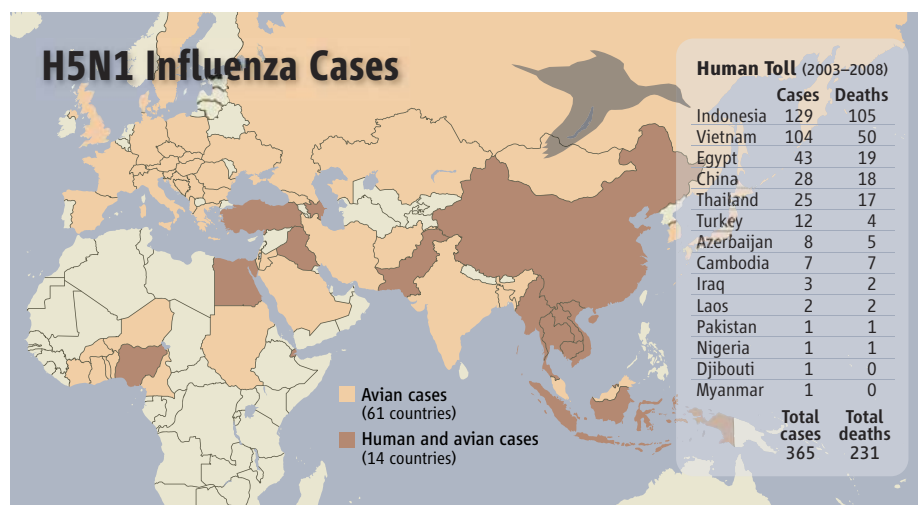 H5N1 Influenza Cases
Human Toll (2003–2008)
Cases Deaths
Indonesia 129 105
Vietnam 104 50
Egypt 43 19
China 28 18
Thailand 25 17
Turkey 12 4
Azerbaijan 8 5
Cambodia 7 7
Iraq 3 2
Laos 2 2
Pakistan 1 1
Nigeria 1 1
Djibouti 1 0
Myanmar 1 0
Total Total
cases deaths
365 231
Avian cases
(61 countries)
Human and avian cases
(14 countries)